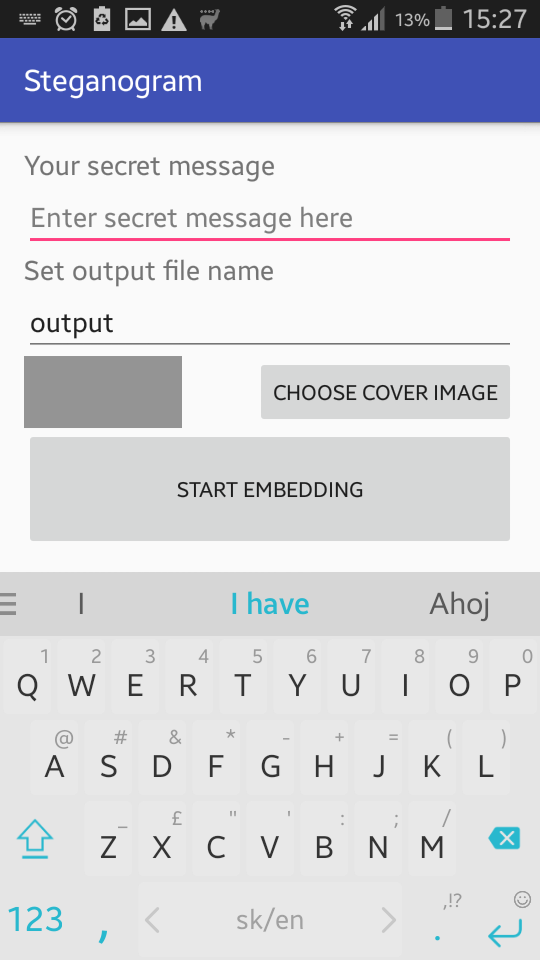 13% 15:27
Steganogram
Your secret message
Enter secret message here
Set output file name
output
CHOOSE COVER IMAGE
START EMBEDDING
I I have Ahoj
1 2 3 4 5 6 7 8 9 0
Q W E R T Y U I O P
@ # & * - + = ( )
A S D F G H J K L
_ £ " ' : ; /
Z X C V B N M
,!?
123 , sk/en .